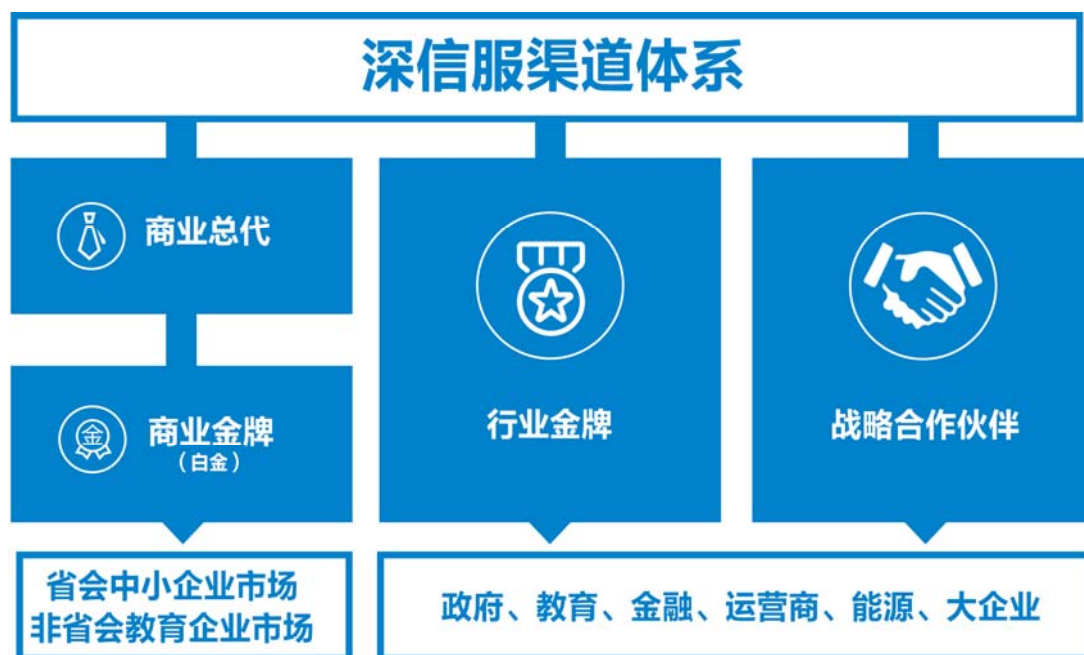 深信服渠道体系
商业总代
金
商业金牌
（白金）
行业金牌
战略合作伙伴
省会中小企业市场
非省会教育企业市场
政府、教育、金融、运营商、能源、大企业